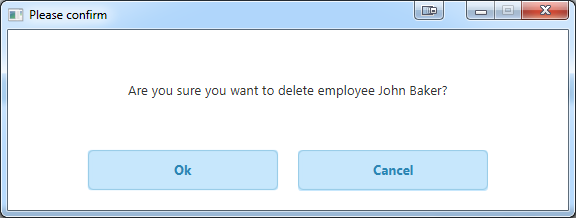 Please confirm
Are you sure you want to delete employee John Baker?
Ok
Cancel